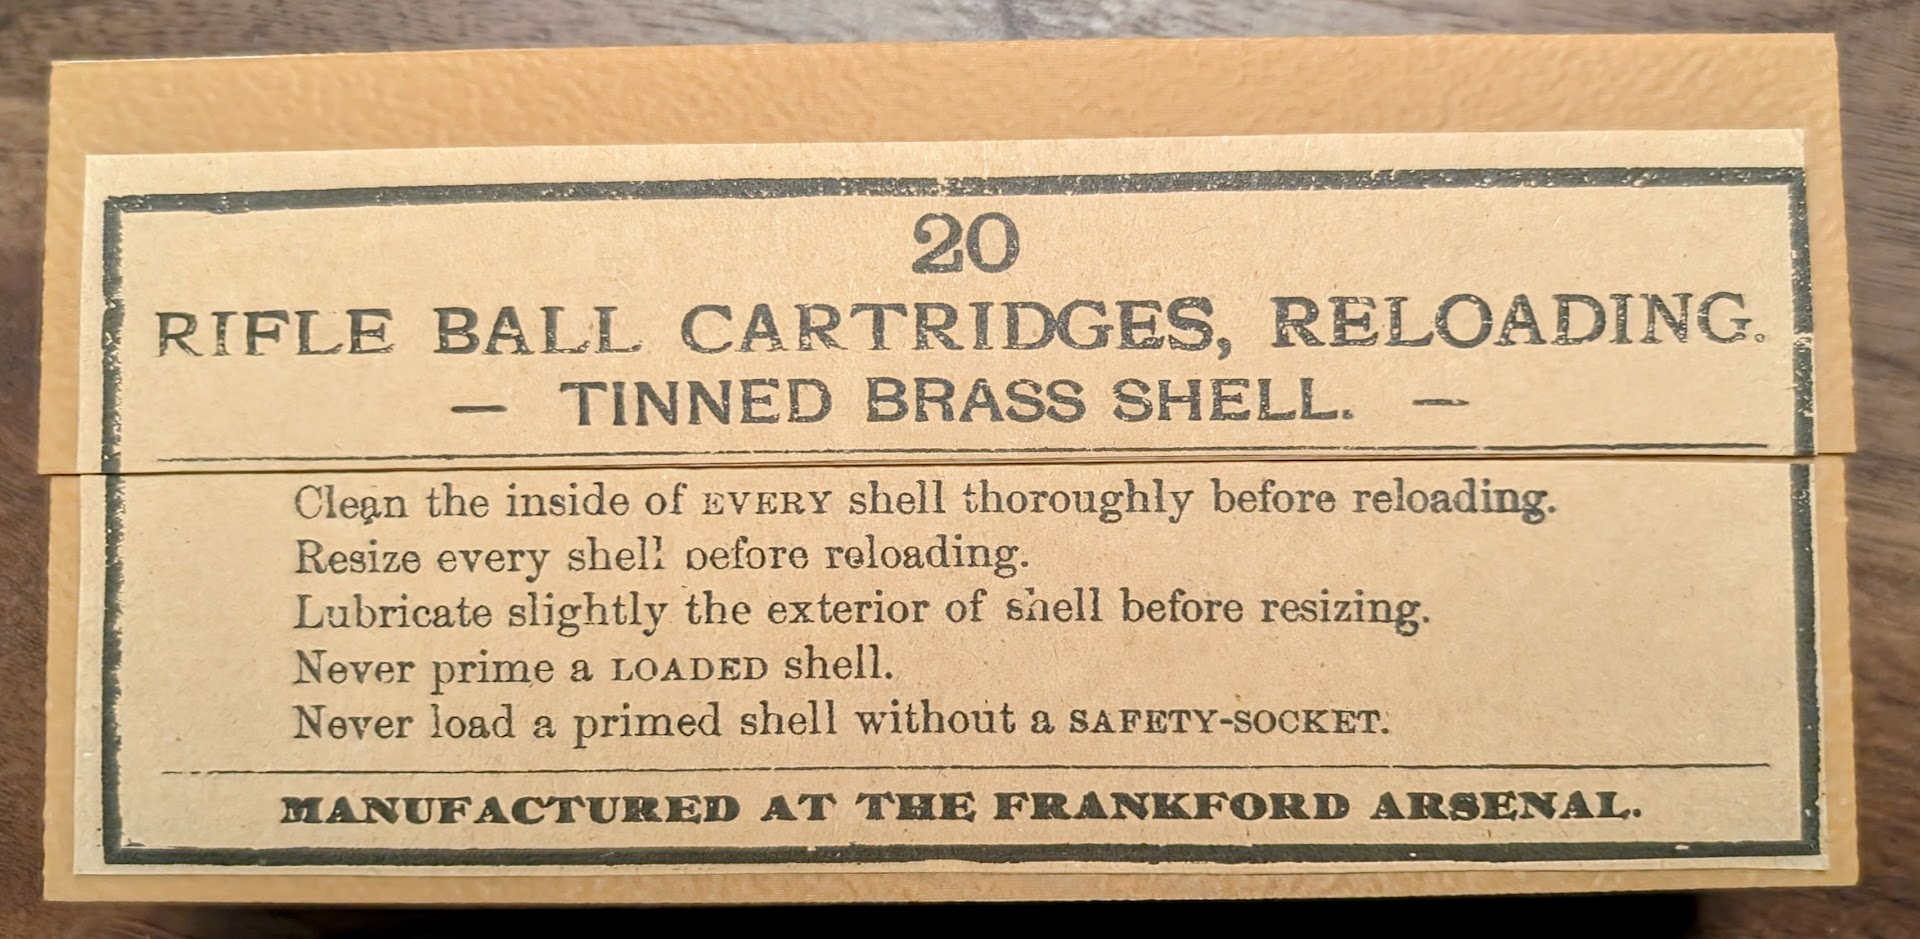 20
RIFLE BALL CARTRIDGES, RELOADING.
— TINNED BRASS SHELL. —
Clean the inside of EVERY shell thoroughly before reloading.
Resize every shell before reloading.
Lubricate slightly the exterior of shell before resizing.
Never prime a LOADED shell.
Never load a primed shell without a SAFETY-SOCKET.
MANUFACTURED AT THE FRANKFORD ARSENAL.